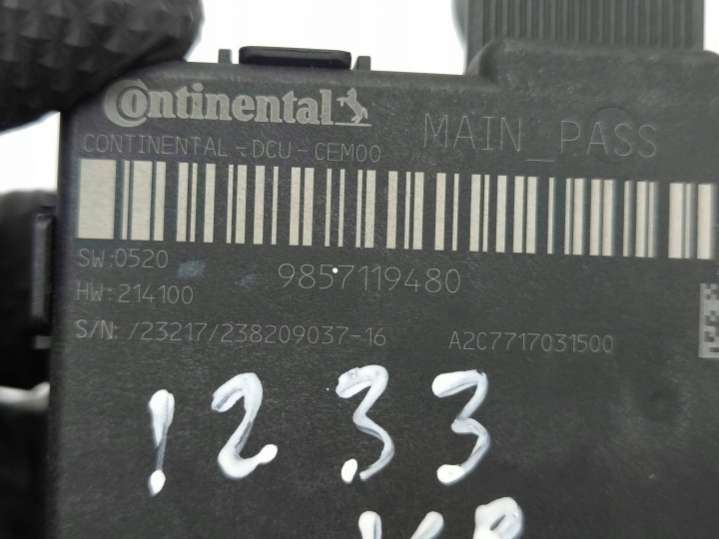 Continental
MAIN_PASS
CONTINENTAL-DCU-CEM00
SW:0520
9857119480
HW:214100
S/N:/23217/238209037-16 A2C7717031500
1233